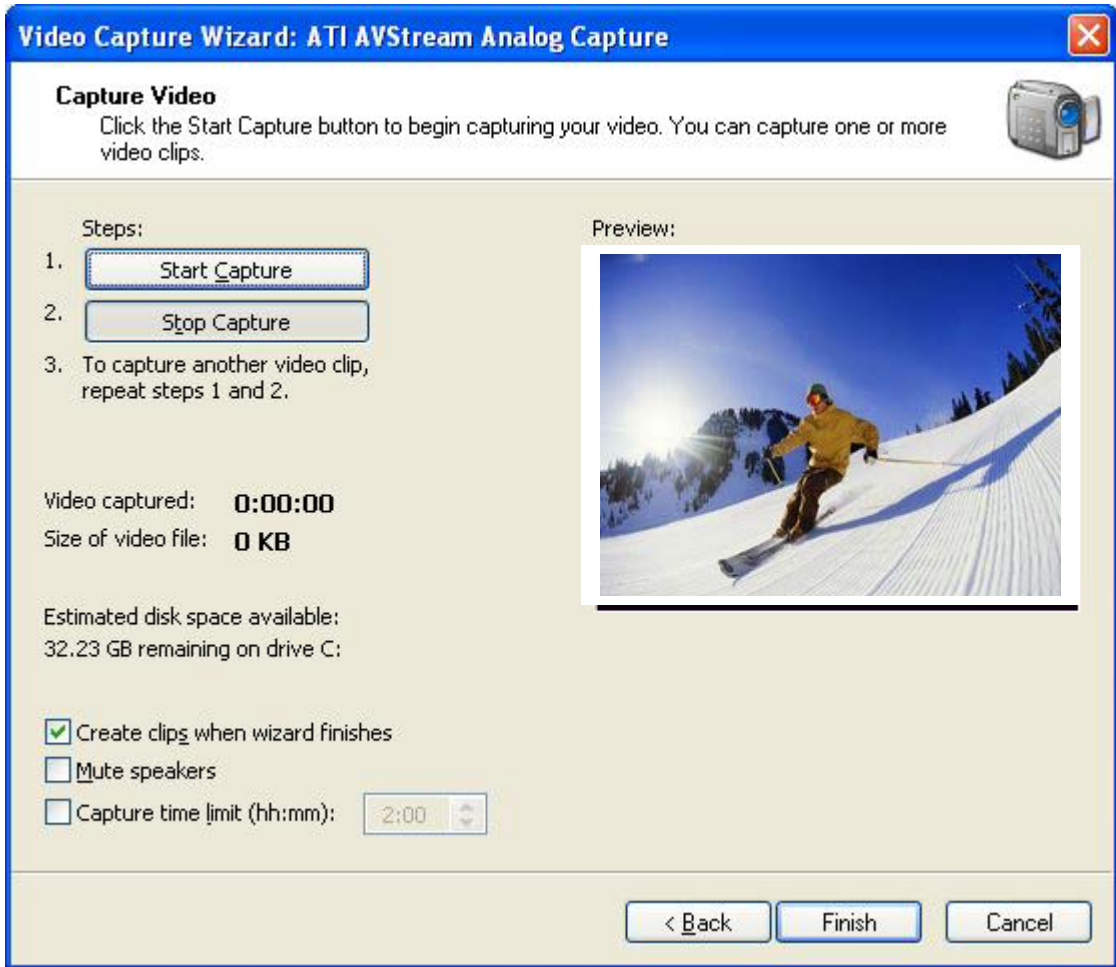 Video Capture Wizard: ATI AVStream Analog Capture
Capture Video
Click the Start Capture button to begin capturing your video. You can capture one or more
video clips.
Steps:
1. Start Capture
2. Stop Capture
3. To capture another video clip,
repeat steps 1 and 2.
Video captured: 0:00:00
Size of video file: 0 KB
Estimated disk space available:
32.23 GB remaining on drive C:
Create clips when wizard finishes
Mute speakers
Capture time limit (hh:mm): 2:00
Preview:
< Back Finish Cancel